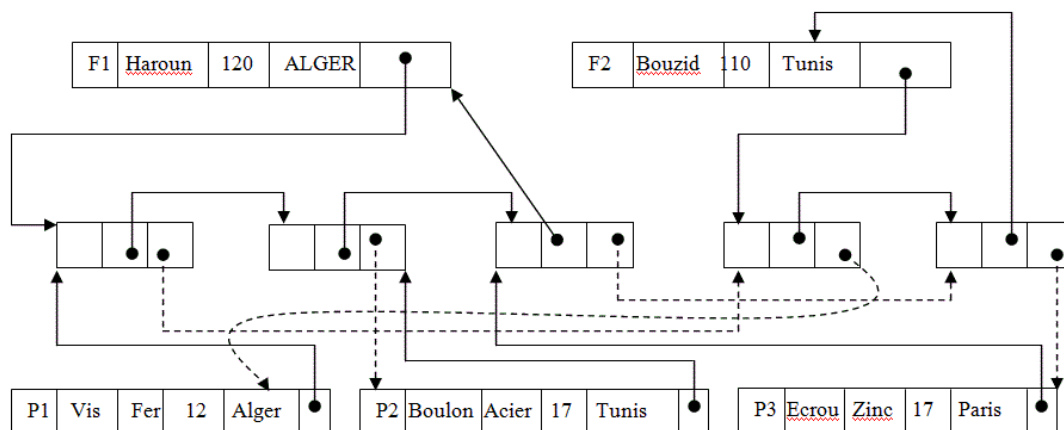 F1 Haroun 120 ALGER
F2 Bouzid 110 Tunis
P1 Vis Fer 12 Alger
P2 Boulon Acier 17 Tunis
P3 Ecrou Zinc 17 Paris